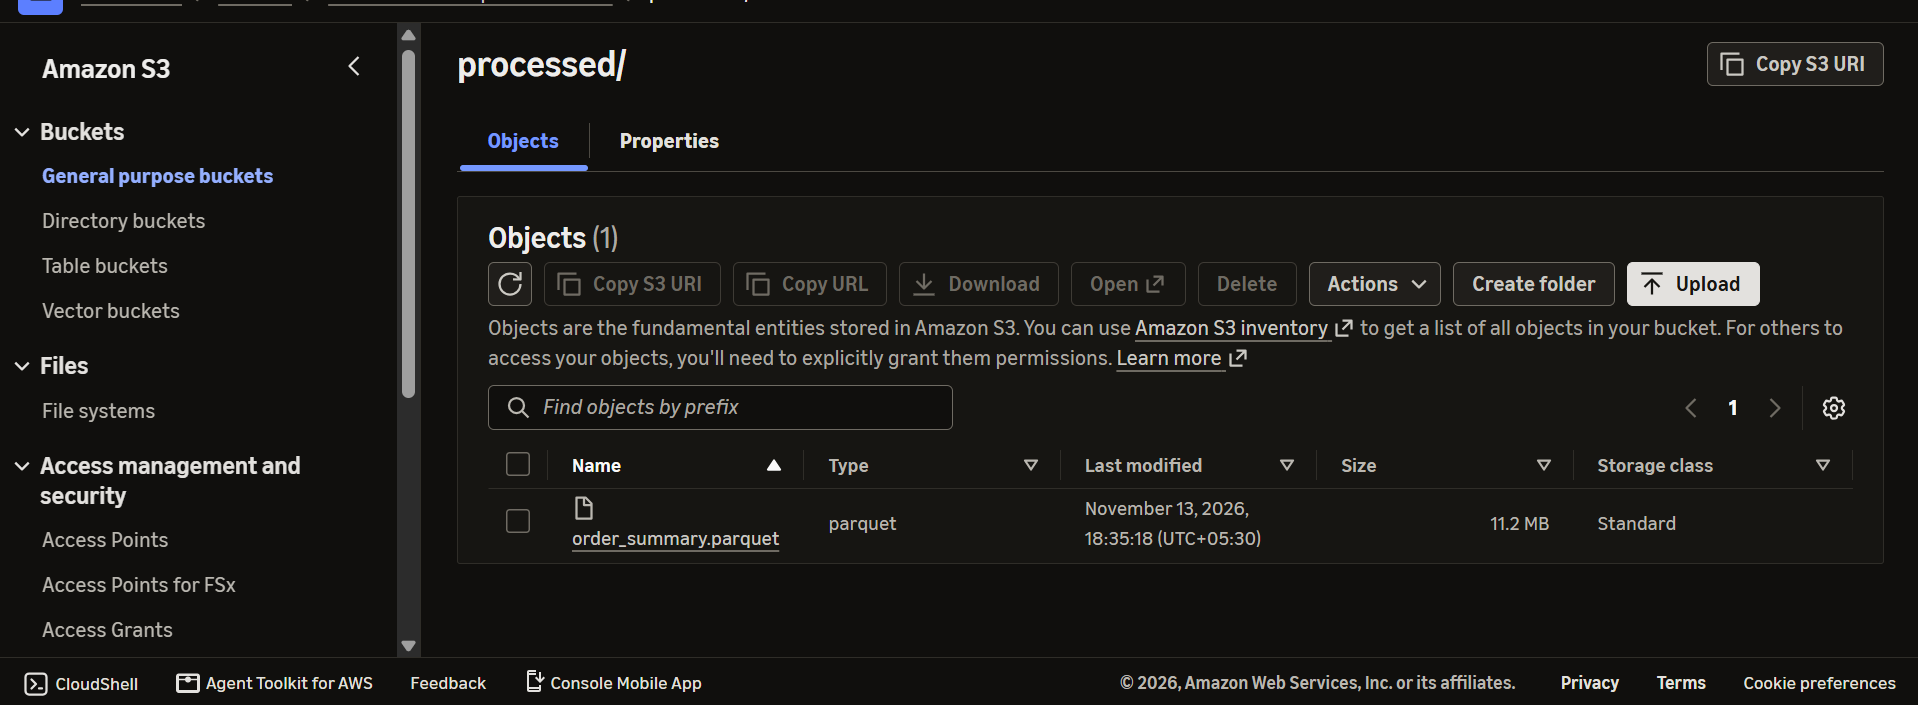 Amazon S3
Buckets
General purpose buckets
Directory buckets
Table buckets
Vector buckets
Files
File systems
Access management and
security
Access Points
Access Points for FSx
Access Grants
processed/
Copy S3 URI
Objects
Properties
Objects (1)
Copy S3 URI
Copy URL
Download
Open
Delete
Actions
Create folder
Upload
Objects are the fundamental entities stored in Amazon S3. You can use Amazon S3 inventory to get a list of all objects in your bucket. For others to
access your objects, you'll need to explicitly grant them permissions. Learn more
Find objects by prefix
1
Name
Type
Last modified
Size
Storage class
order_summary.parquet
parquet
November 13, 2026,
18:35:18 (UTC+05:30)
11.2 MB
Standard
CloudShell
Agent Toolkit for AWS
Feedback
Console Mobile App
© 2026, Amazon Web Services, Inc. or its affiliates.
Privacy
Terms
Cookie preferences